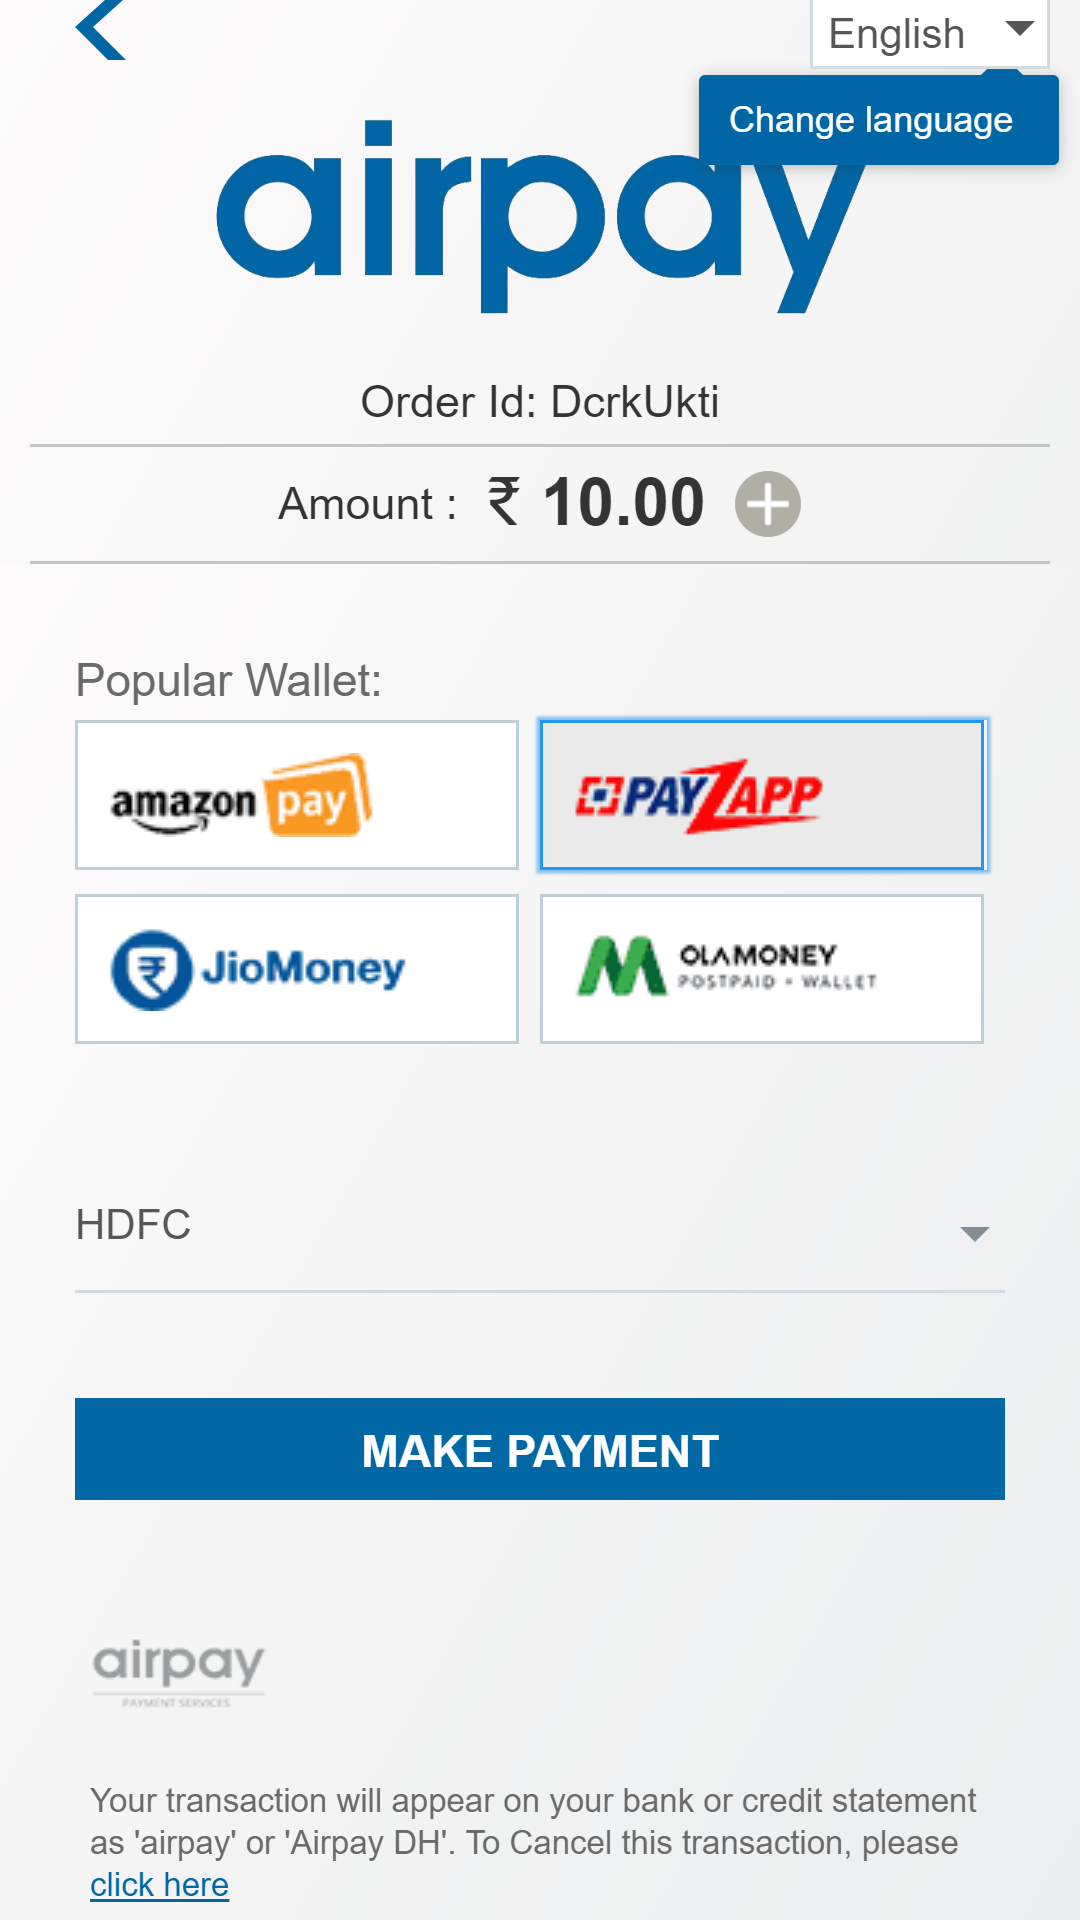 English
Change language
airpay
Order Id: DcrkUkti
Amount : ₹ 10.00
Popular Wallet:
amazon pay
PAYZAPP
JioMoney
OLAMONEY
POSTPAID + WALLET
HDFC
MAKE PAYMENT
airpay
PAYMENT SERVICES
Your transaction will appear on your bank or credit statement
as 'airpay' or 'Airpay DH'. To Cancel this transaction, please
click here